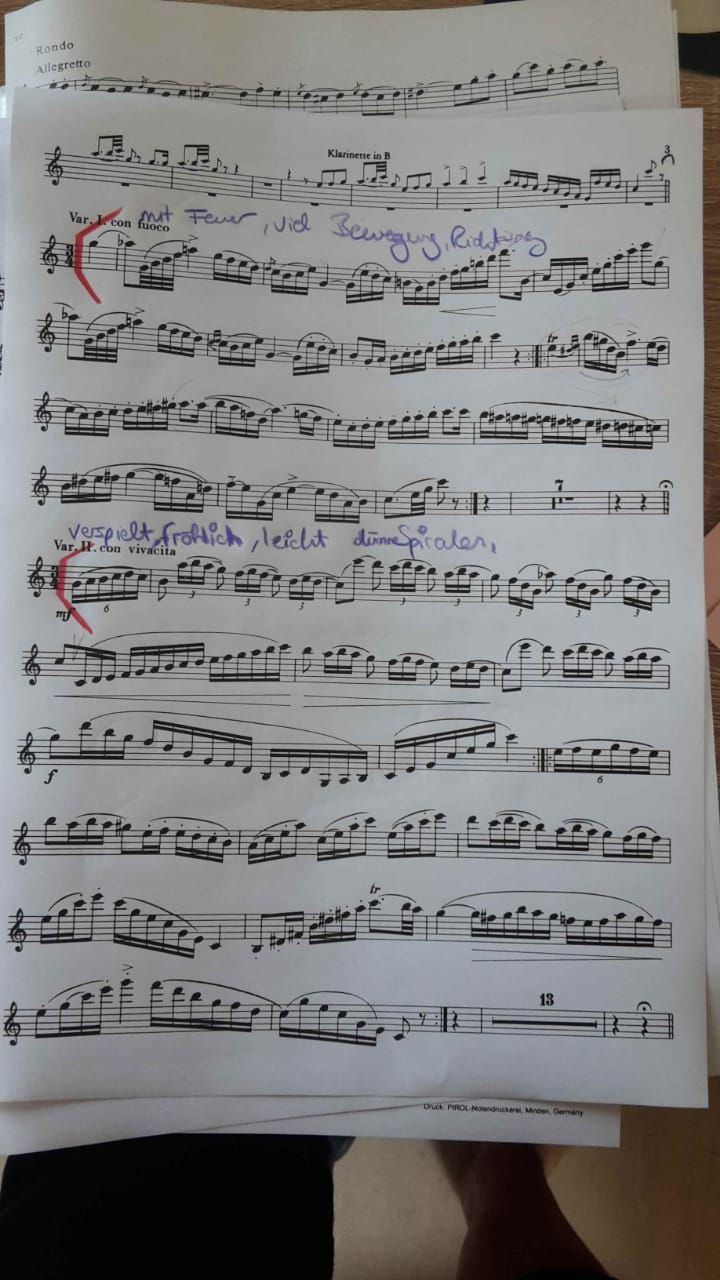 Rondo
Allegretto
3
Klarinette in B
Var. I. con fuoco
mit Feuer, viel Bewegung, Richtung
tr
7
verspielt, fröhlich, leicht dünne Spiralen,
Var. II. con vivacita
6 3 3 3 3 3 3 3 3
mf
f
6
tr
13
Druck: PIROL-Notendruckerei, Minden, Germany